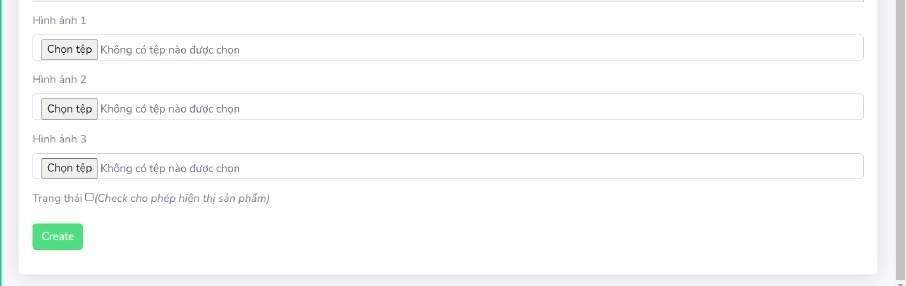 Hình ảnh 1
Chọn tệp Không có tệp nào được chọn
Hình ảnh 2
Chọn tệp Không có tệp nào được chọn
Hình ảnh 3
Chọn tệp Không có tệp nào được chọn
Trạng thái (Check cho phép hiện thị sản phẩm)
Create